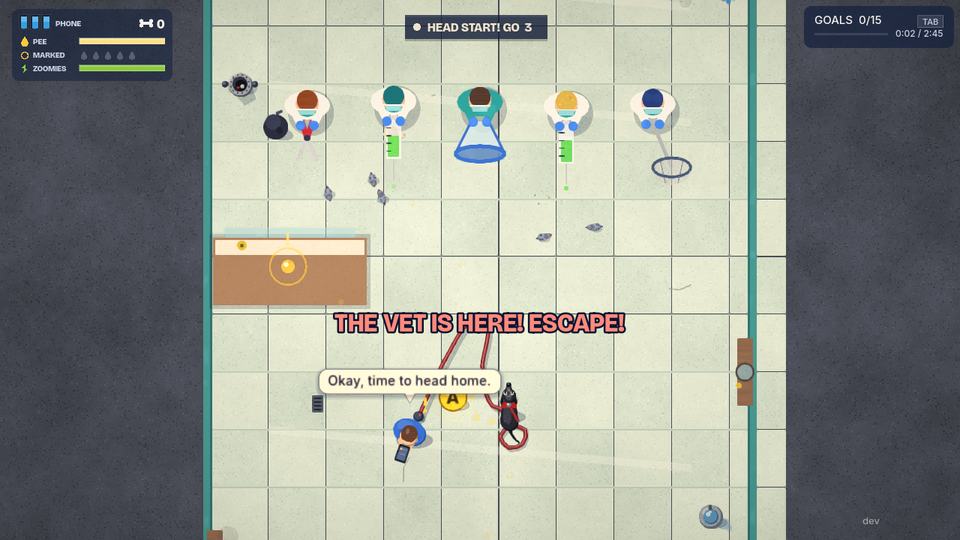 PHONE
0
PEE
MARKED
ZOOMIES
HEAD START! GO 3
GOALS 0/15
TAB
0:02 / 2:45
THE VET IS HERE! ESCAPE!
Okay, time to head home.
A
dev